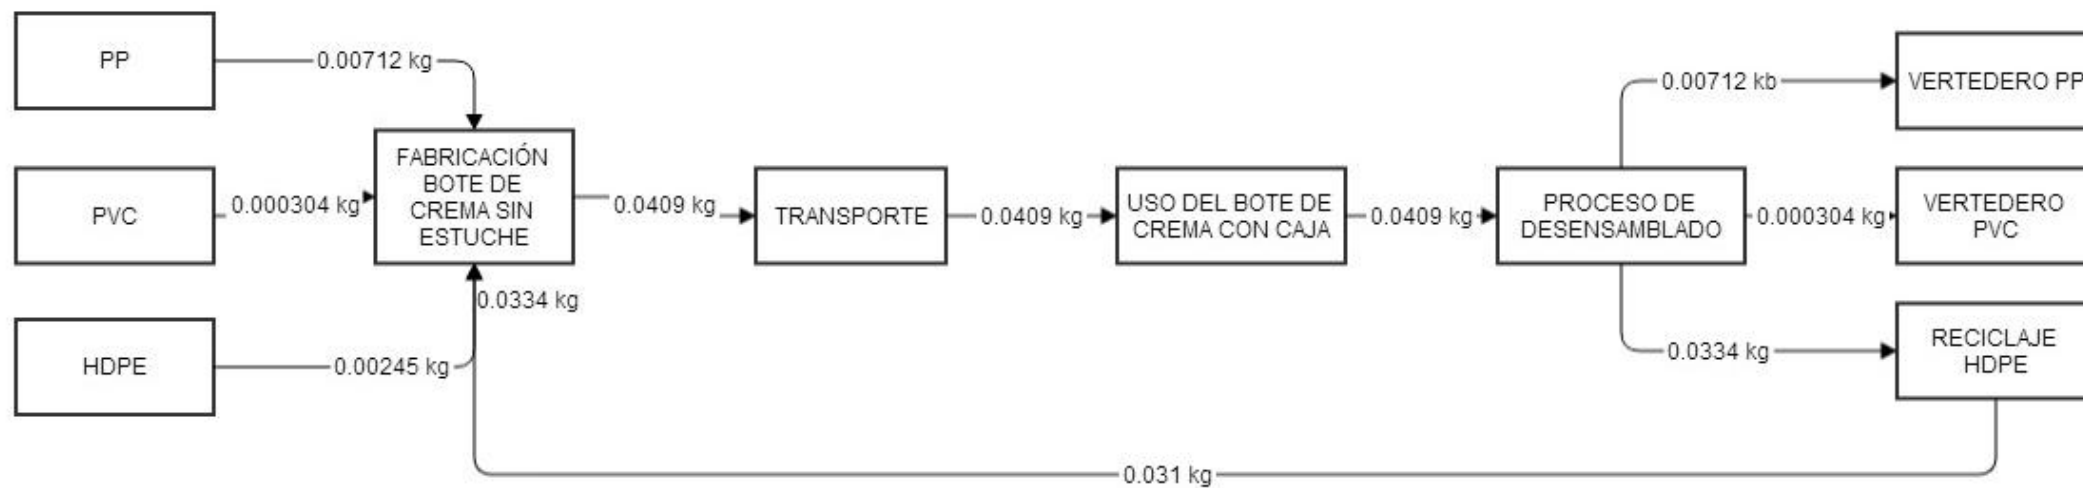 PP
0.00712 kg
PVC
0.000304 kg
HDPE
0.00245 kg
FABRICACIÓN
BOTE DE
CREMA SIN
ESTUCHE
0.0334 kg
0.0409 kg
TRANSPORTE
0.0409 kg
USO DEL BOTE DE
CREMA CON CAJA
0.0409 kg
PROCESO DE
DESENSAMBLADO
0.00712 kb
VERTEDERO PP
0.000304 kg
VERTEDERO
PVC
0.0334 kg
RECICLAJE
HDPE
0.031 kg